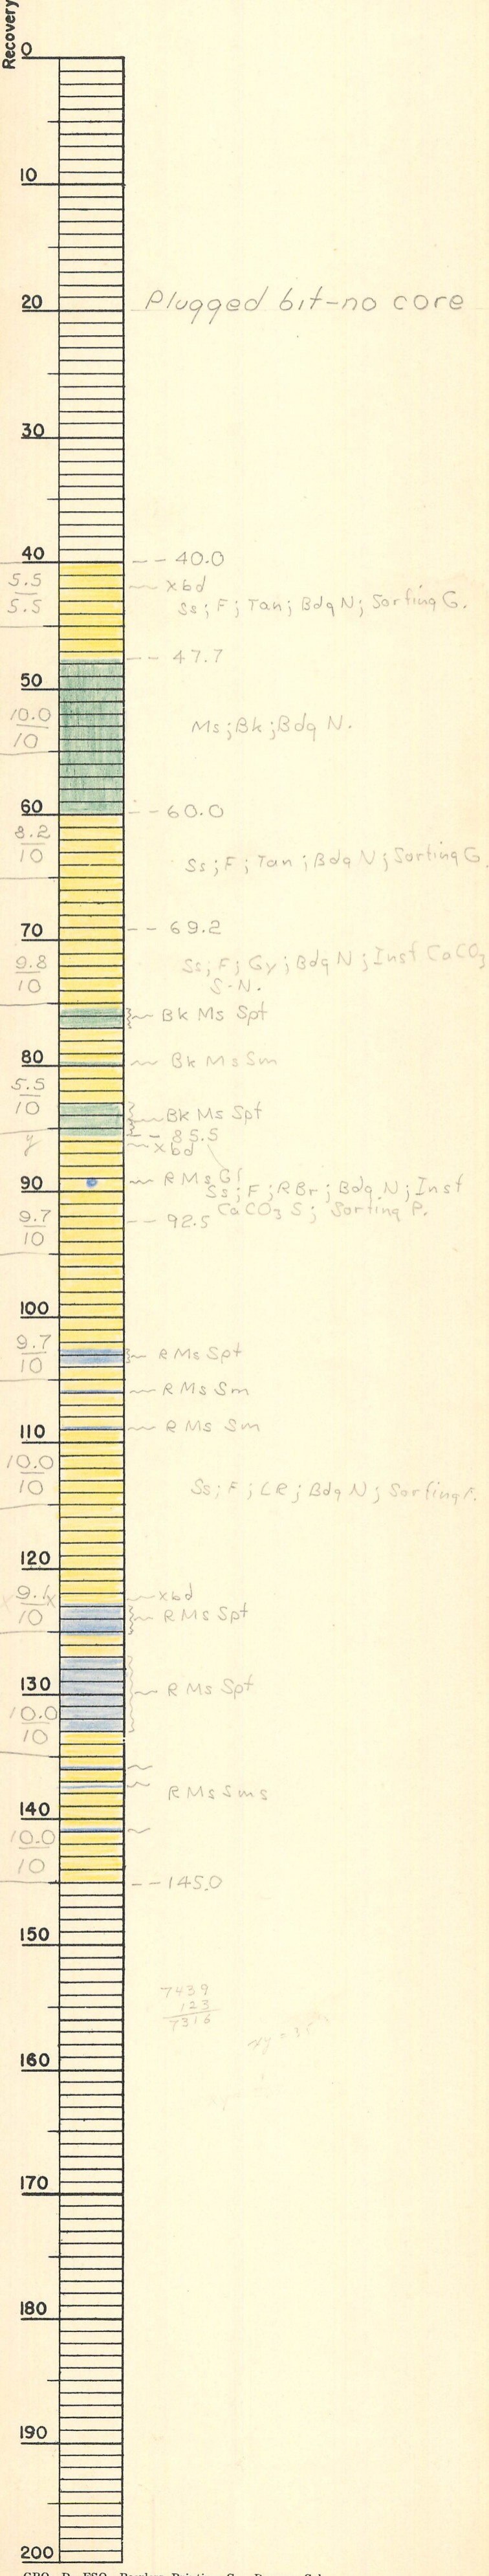 Recovery
0
10
20 Plugged bit-no core
30
40 -- 40.0
5.5
5.5
xbd
Ss; F; Tan; Bdg N; Sorting G.
-- 47.7
50
10.0
10
Ms; Bk; Bdg N.
60 -- 60.0
8.2
10
Ss; F; Tan; Bdg N; Sorting G.
70 -- 69.2
9.8
10
Ss; F; Gy; Bdg N; Inst CaCO3
S-N.
Bk Ms Spt
80 Bk Ms Sm
5.5
10
Bk Ms Spt
-- 85.5
xbd
90 R Ms Gl
Ss; F; RBr; Bdg N; Inst
CaCO3 S; Sorting P.
-- 92.5
9.7
10
100
9.7
10
R Ms Spt
R Ms Sm
110 R Ms Sm
10.0
10
Ss; F; LR; Bdg N; Sorting P.
120
9.1
10
xbd
R Ms Spt
130 R Ms Spt
10.0
10
R Ms Sms
140
10.0
10
-- 145.0
150
7439
123
7316
160
170
180
190
200